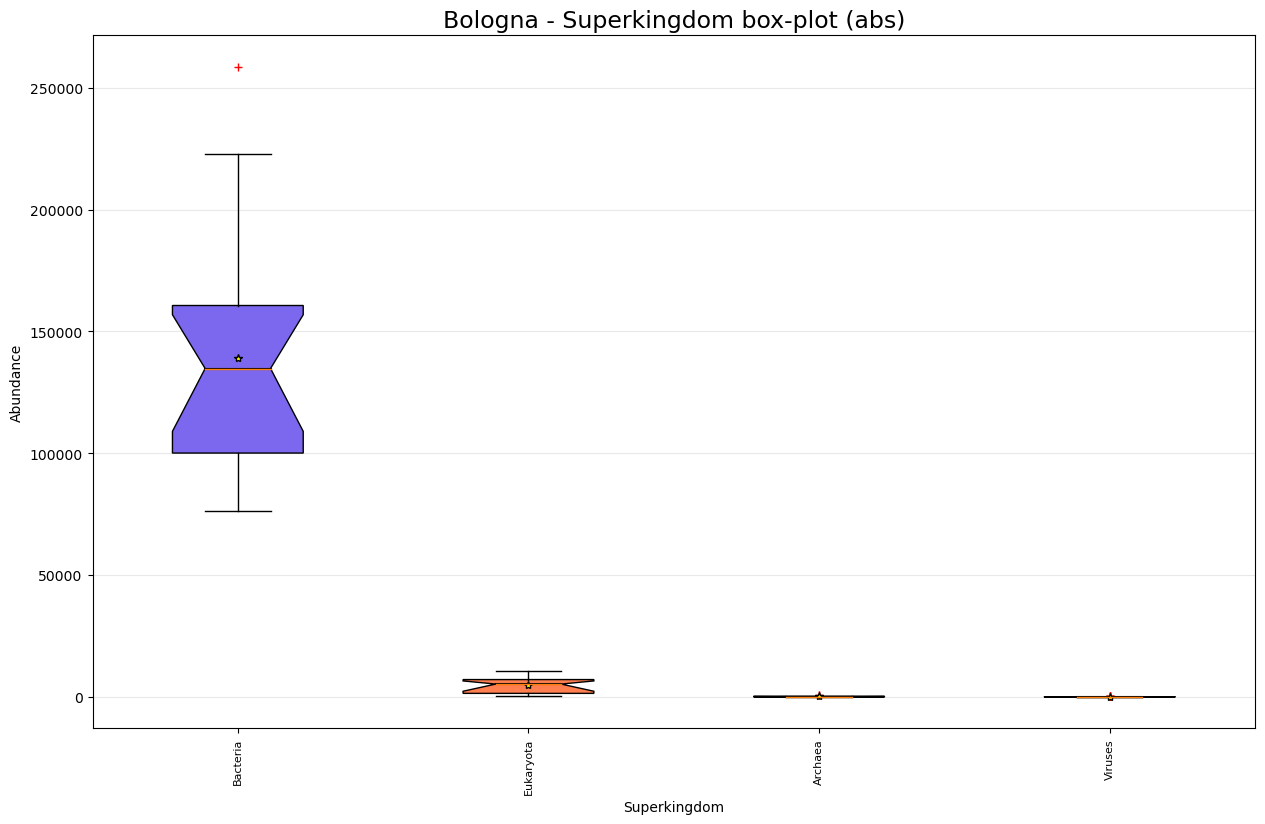 Bologna - Superkingdom box-plot (abs)
250000
200000
150000
100000
50000
0
Abundance
Bacteria
Eukaryota
Archaea
Viruses
Superkingdom